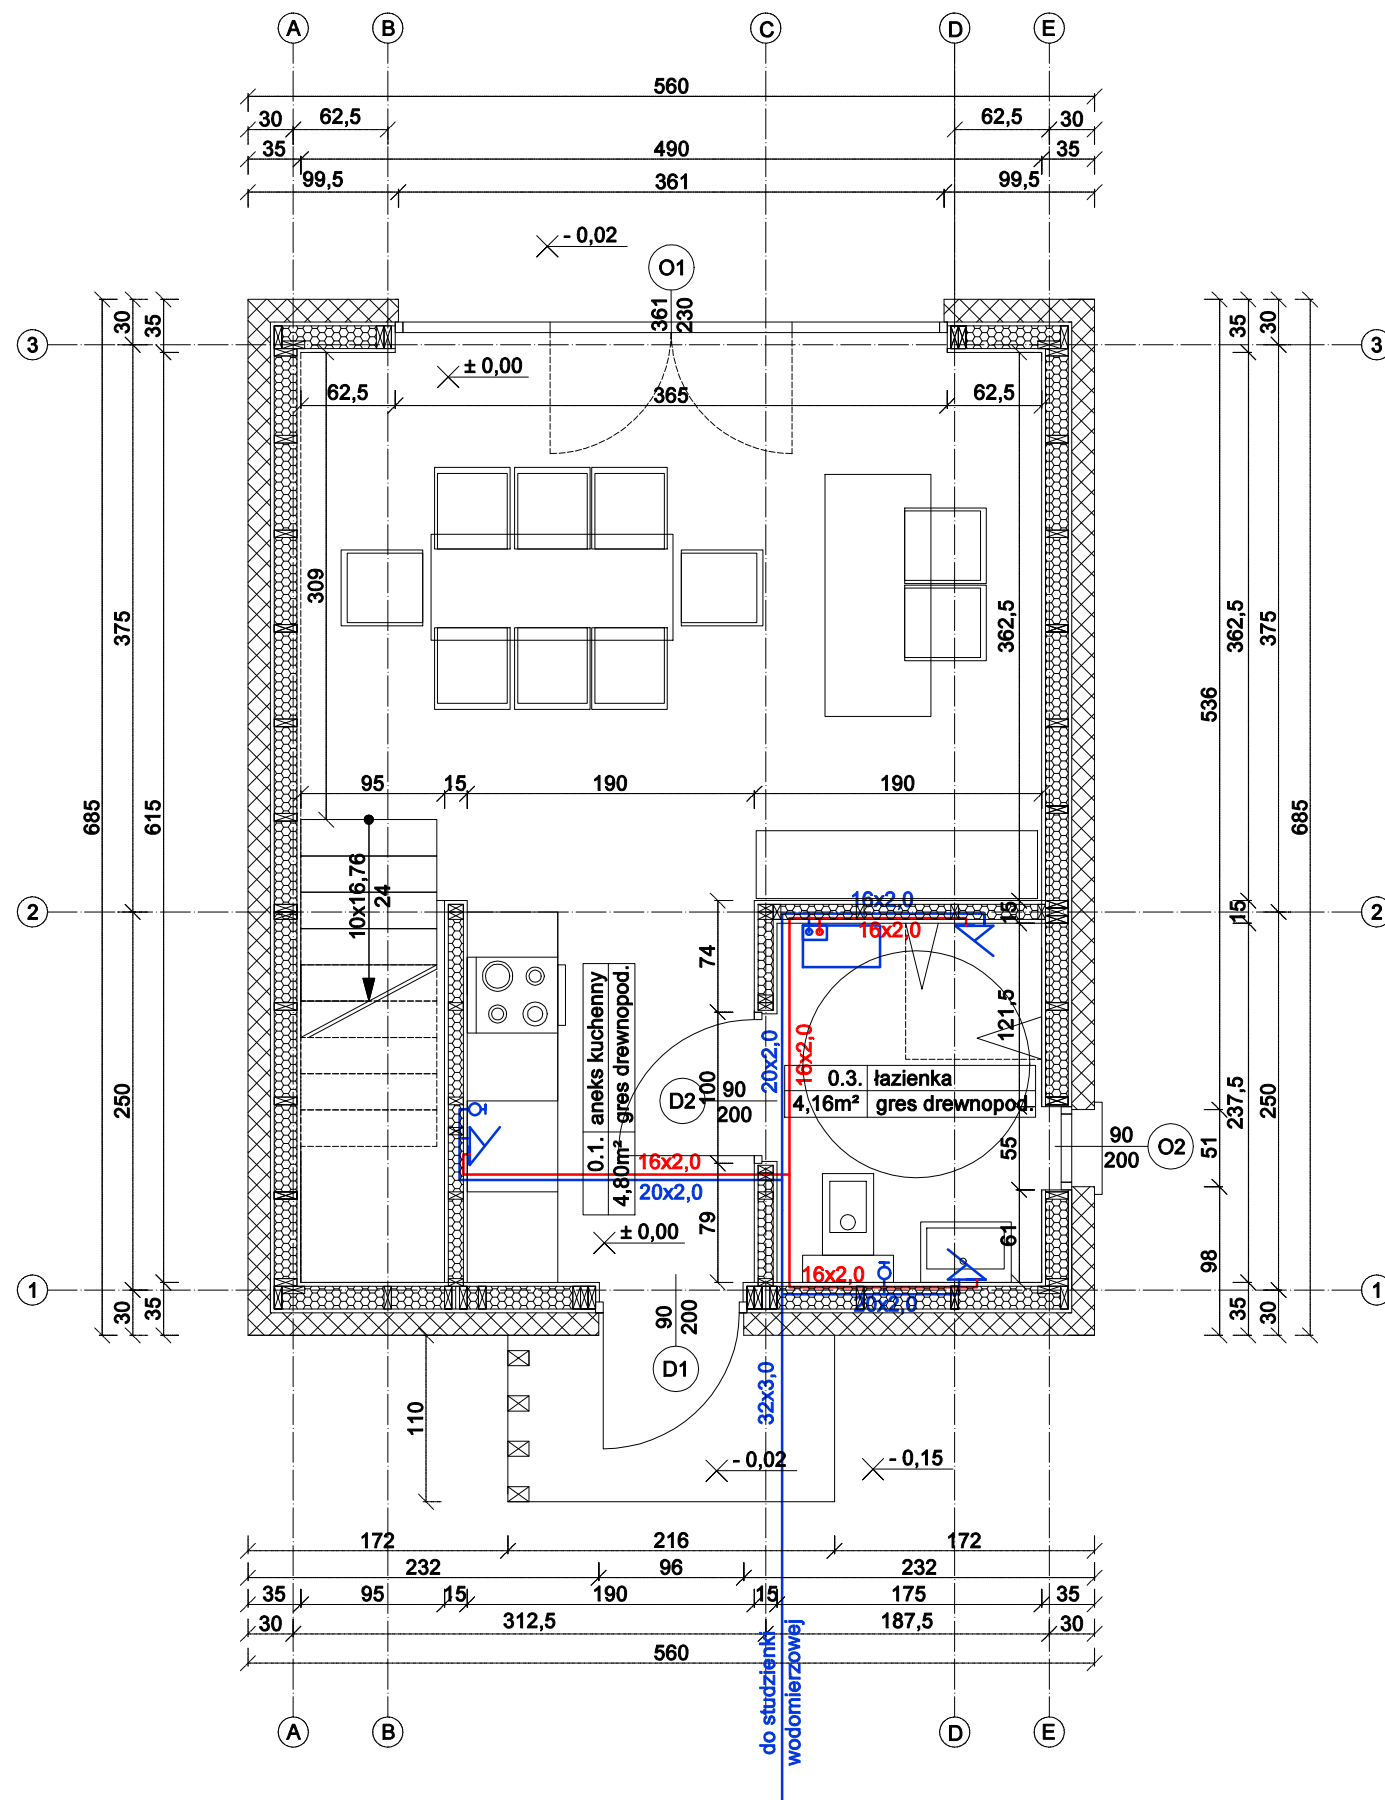 A B C D E
560
30 62,5 62,5 30
35 490 35
99,5 361 99,5
- 0,02
O1
361
230
30 35
35 30
3 3
± 0,00
62,5 365 62,5
309
375
362,5
362,5
375
536
685
615
685
95 15 190 190
10x16,76
24
16x2,0
2 2
15
15
16x2,0
74
121,5
20x2,0
16x2,0
100
0.1. aneks kuchenny
4,80m² gres drewnopod.
0.3. łazienka
4,16m² gres drewnopod.
D2
90
200
250
237,5
250
55
51
90
200
O2
16x2,0
20x2,0
79
61
98
± 0,00
16x2,0
20x2,0
1 1
30 35
35 30
90
200
D1
32x3,0
110
- 0,02
- 0,15
172 216 172
232 96 232
35 95 15 190 15 175 35
30 312,5 187,5 30
560
do studzienki
wodomierzowej
A B D E